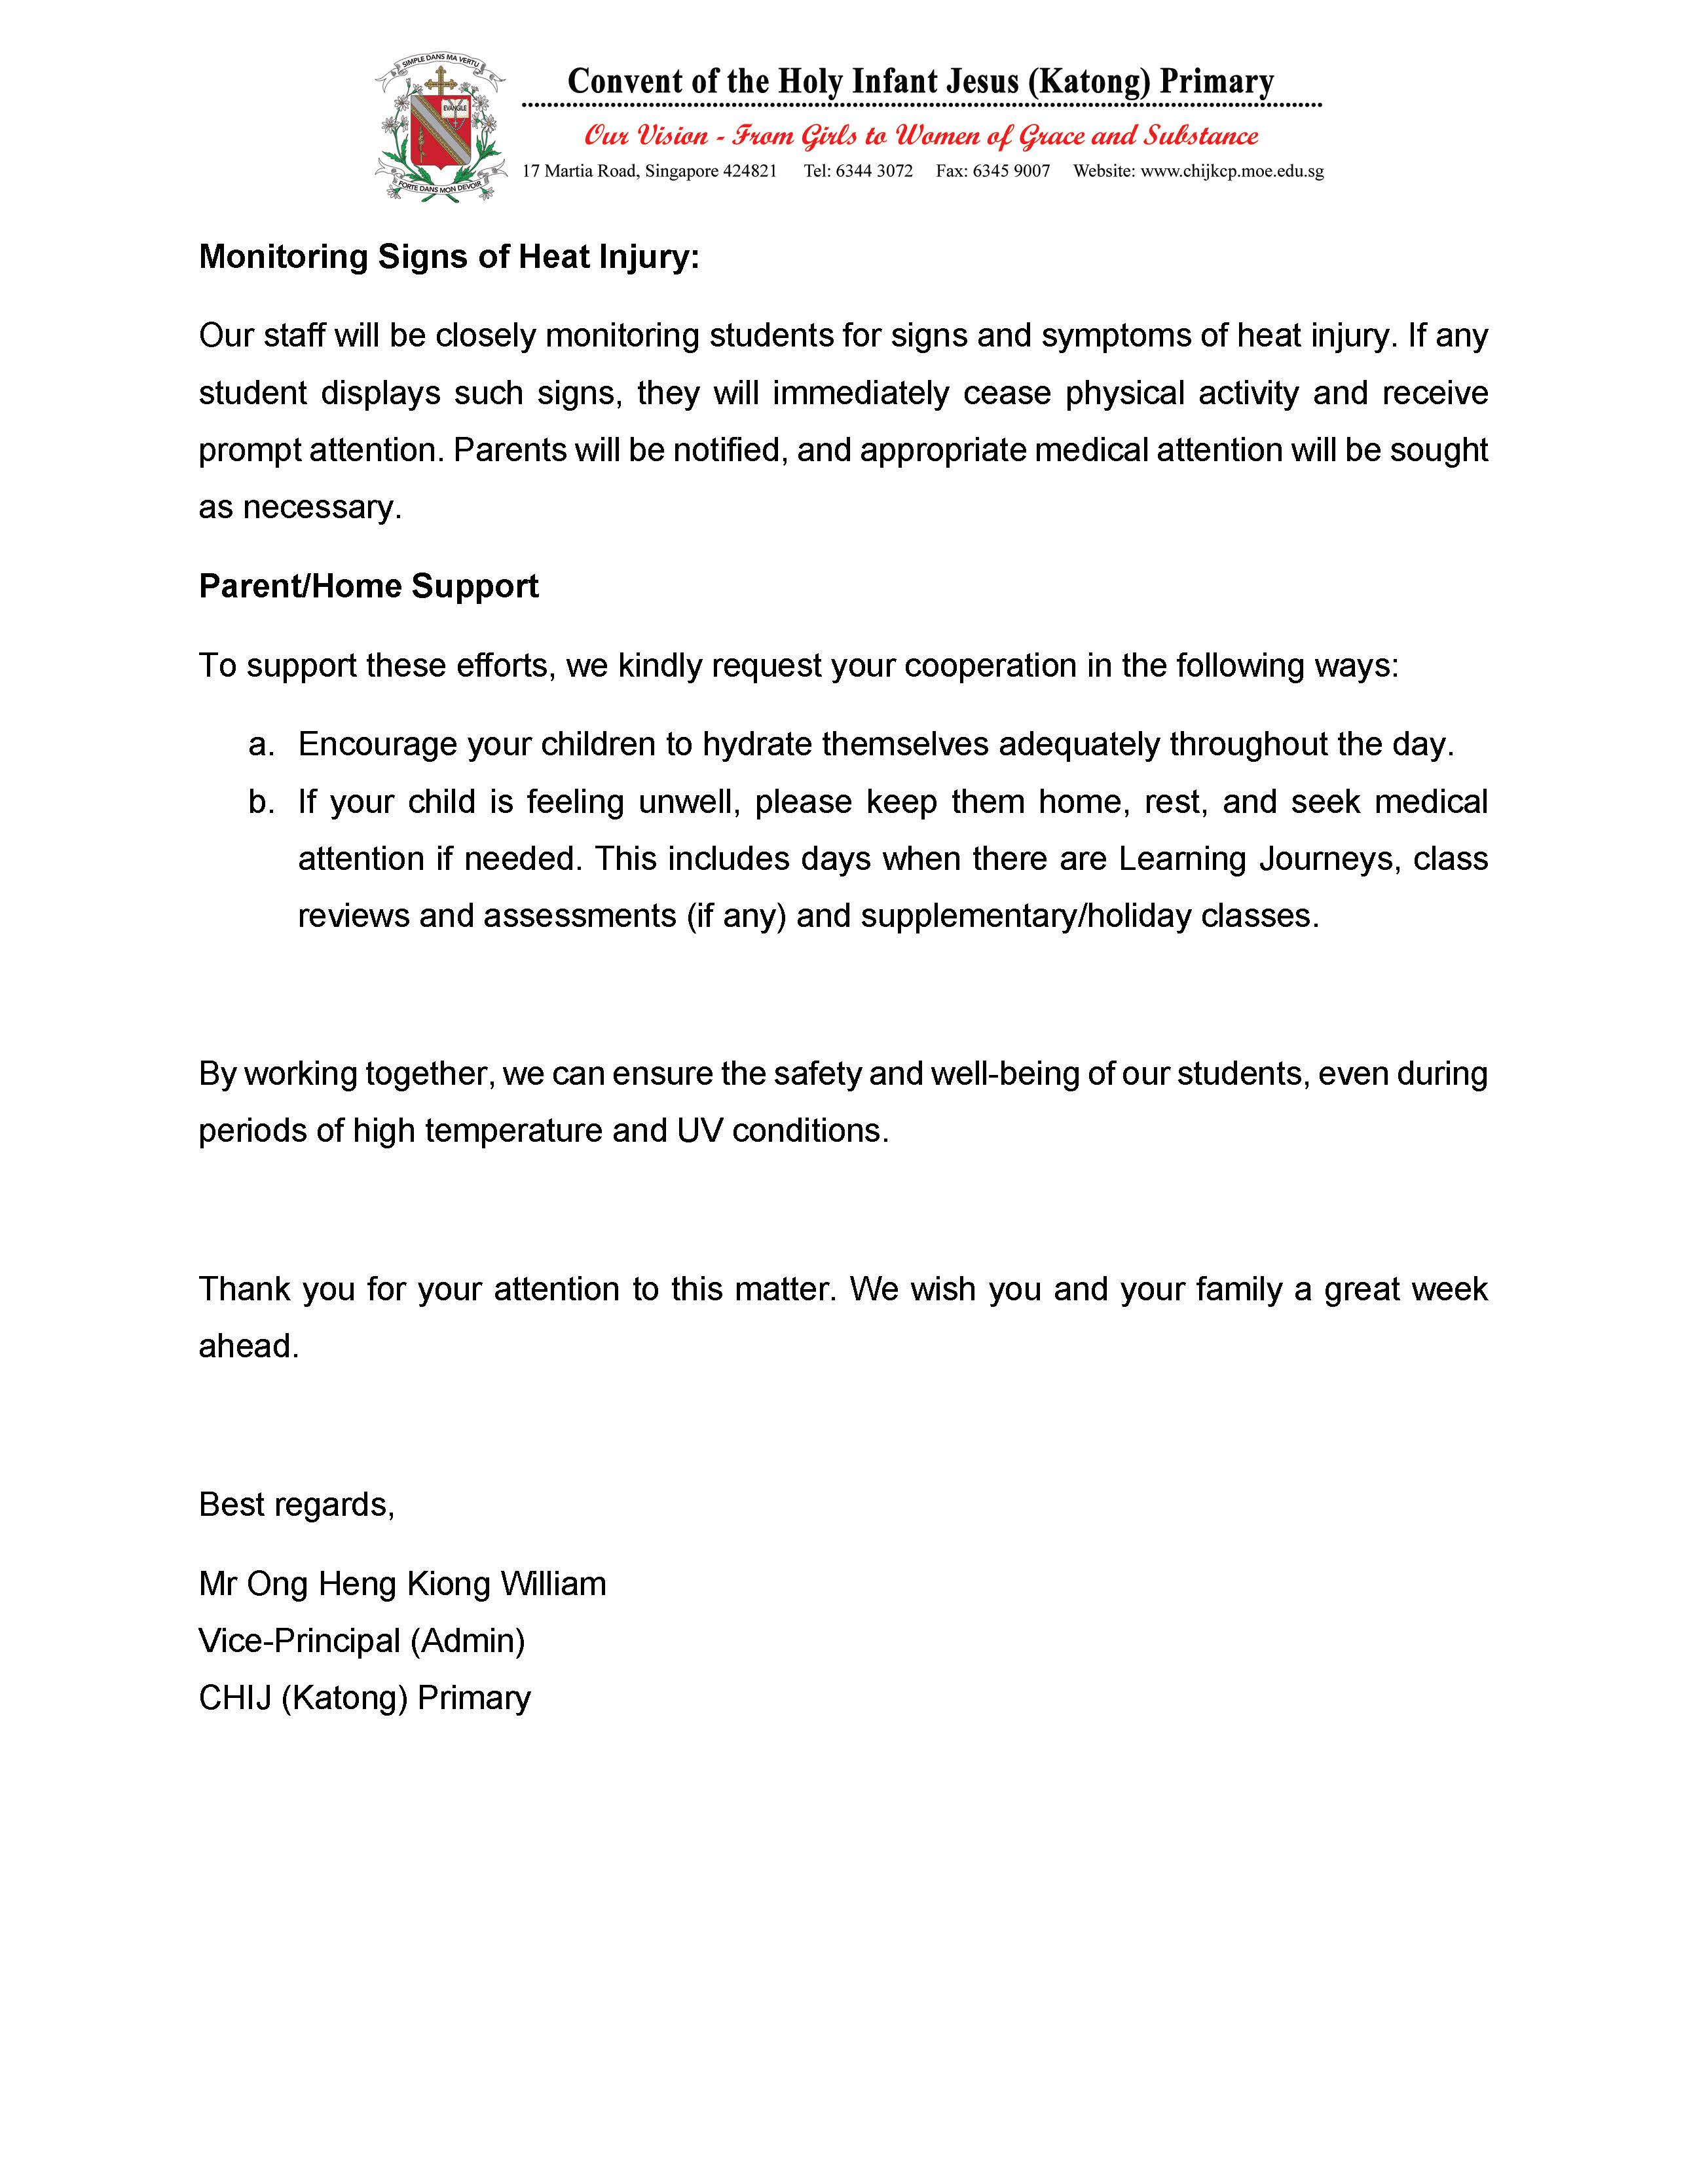 SIMPLE DANS MA VERTU
EVANGILE
FORTE DANS MON DEVOIR
Convent of the Holy Infant Jesus (Katong) Primary
Our Vision - From Girls to Women of Grace and Substance
17 Martia Road, Singapore 424821 Tel: 6344 3072 Fax: 6345 9007 Website: www.chijkcp.moe.edu.sg
Monitoring Signs of Heat Injury:
Our staff will be closely monitoring students for signs and symptoms of heat injury. If any
student displays such signs, they will immediately cease physical activity and receive
prompt attention. Parents will be notified, and appropriate medical attention will be sought
as necessary.
Parent/Home Support
To support these efforts, we kindly request your cooperation in the following ways:
a. Encourage your children to hydrate themselves adequately throughout the day.
b. If your child is feeling unwell, please keep them home, rest, and seek medical
attention if needed. This includes days when there are Learning Journeys, class
reviews and assessments (if any) and supplementary/holiday classes.
By working together, we can ensure the safety and well-being of our students, even during
periods of high temperature and UV conditions.
Thank you for your attention to this matter. We wish you and your family a great week
ahead.
Best regards,
Mr Ong Heng Kiong William
Vice-Principal (Admin)
CHIJ (Katong) Primary